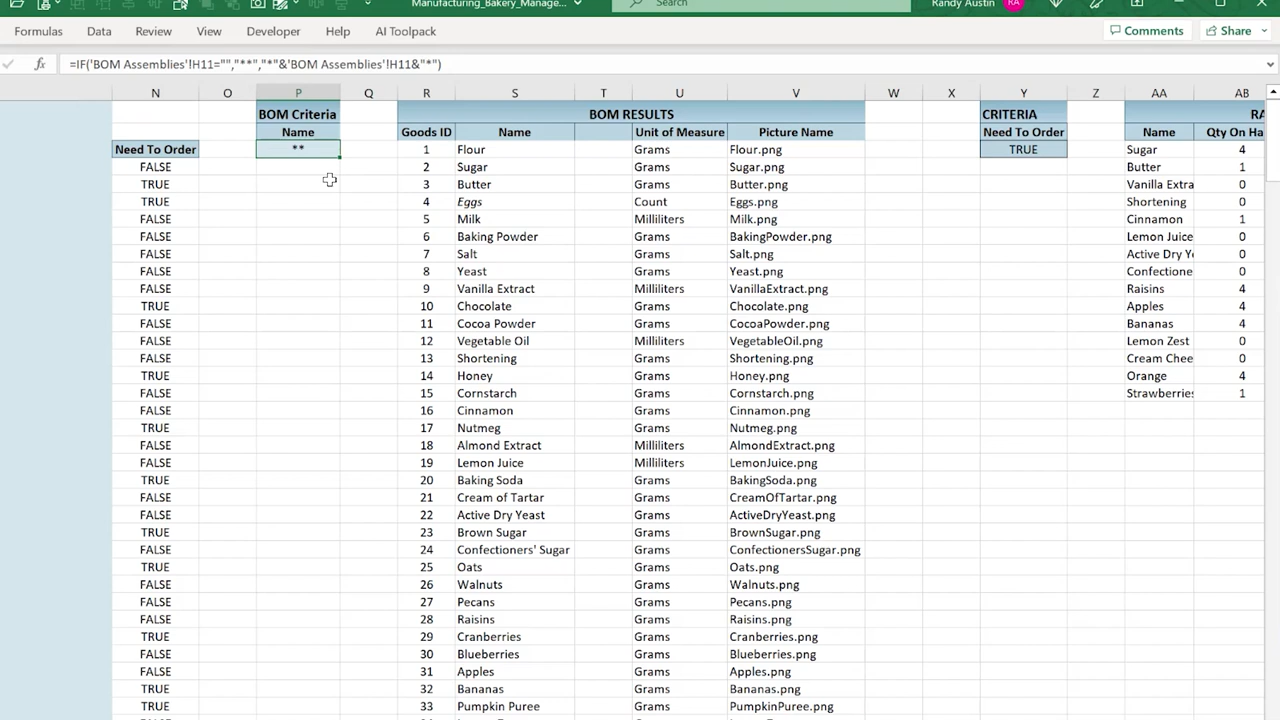 Manufacturing_Bakery_Manage...
Search
Randy Austin
RA
Formulas Data Review View Developer Help AI Toolpack
Comments Share
fx =IF('BOM Assemblies'!H11="","**","*"&'BOM Assemblies'!H11&"*")
N O P Q R S T U V W X Y Z AA AB
BOM Criteria BOM RESULTS CRITERIA RA
Name Goods ID Name Unit of Measure Picture Name Need To Order Name Qty On Ha
Need To Order ** 1 Flour Grams Flour.png TRUE Sugar 4
FALSE 2 Sugar Grams Sugar.png Butter 1
TRUE 3 Butter Grams Butter.png Vanilla Extra 0
TRUE 4 Eggs Count Eggs.png Shortening 0
FALSE 5 Milk Milliliters Milk.png Cinnamon 1
FALSE 6 Baking Powder Grams BakingPowder.png Lemon Juice 0
FALSE 7 Salt Grams Salt.png Active Dry Y 0
FALSE 8 Yeast Grams Yeast.png Confectione 0
FALSE 9 Vanilla Extract Milliliters VanillaExtract.png Raisins 4
TRUE 10 Chocolate Grams Chocolate.png Apples 4
FALSE 11 Cocoa Powder Grams CocoaPowder.png Bananas 4
FALSE 12 Vegetable Oil Milliliters VegetableOil.png Lemon Zest 0
FALSE 13 Shortening Grams Shortening.png Cream Chee 0
TRUE 14 Honey Grams Honey.png Orange 4
FALSE 15 Cornstarch Grams Cornstarch.png Strawberries 1
FALSE 16 Cinnamon Grams Cinnamon.png
TRUE 17 Nutmeg Grams Nutmeg.png
FALSE 18 Almond Extract Milliliters AlmondExtract.png
FALSE 19 Lemon Juice Milliliters LemonJuice.png
TRUE 20 Baking Soda Grams BakingSoda.png
FALSE 21 Cream of Tartar Grams CreamOfTartar.png
FALSE 22 Active Dry Yeast Grams ActiveDryYeast.png
TRUE 23 Brown Sugar Grams BrownSugar.png
FALSE 24 Confectioners' Sugar Grams ConfectionersSugar.png
TRUE 25 Oats Grams Oats.png
FALSE 26 Walnuts Grams Walnuts.png
FALSE 27 Pecans Grams Pecans.png
FALSE 28 Raisins Grams Raisins.png
TRUE 29 Cranberries Grams Cranberries.png
FALSE 30 Blueberries Grams Blueberries.png
FALSE 31 Apples Grams Apples.png
TRUE 32 Bananas Grams Bananas.png
TRUE 33 Pumpkin Puree Grams PumpkinPuree.png